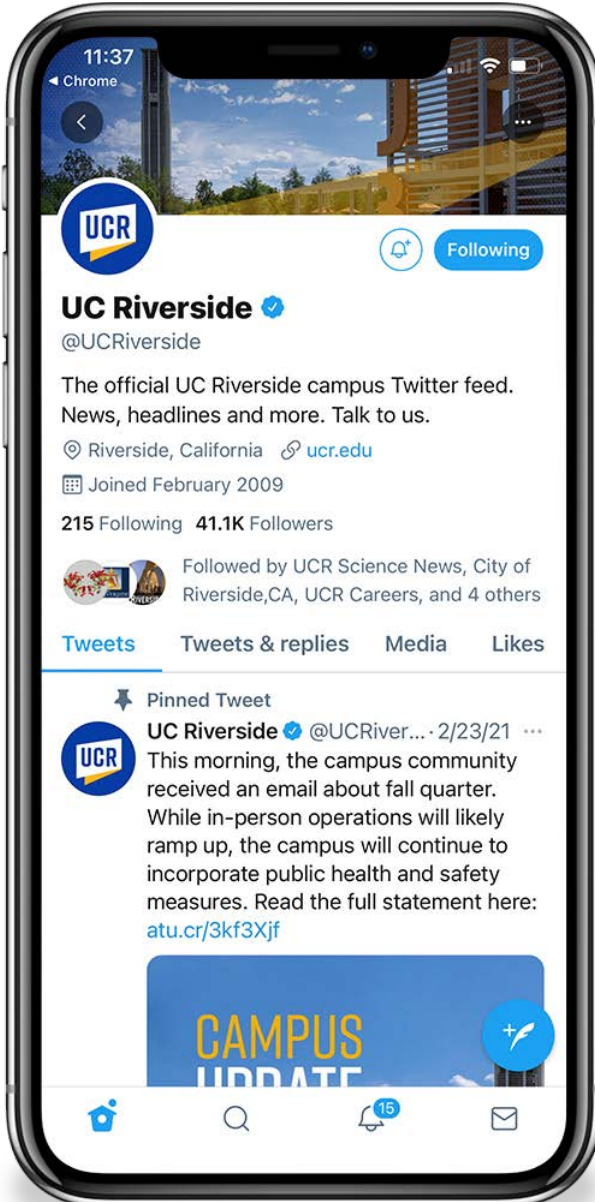 11:37
Chrome
UCR
Following
UC Riverside
@UCRiverside
The official UC Riverside campus Twitter feed.
News, headlines and more. Talk to us.
Riverside, California ucr.edu
Joined February 2009
215 Following 41.1K Followers
Followed by UCR Science News, City of
Riverside,CA, UCR Careers, and 4 others
Tweets Tweets & replies Media Likes
Pinned Tweet
UC Riverside @UCRiver... · 2/23/21 ···
UCR
This morning, the campus community
received an email about fall quarter.
While in-person operations will likely
ramp up, the campus will continue to
incorporate public health and safety
measures. Read the full statement here:
atu.cr/3kf3Xjf
CAMPUS
UPDATE
15